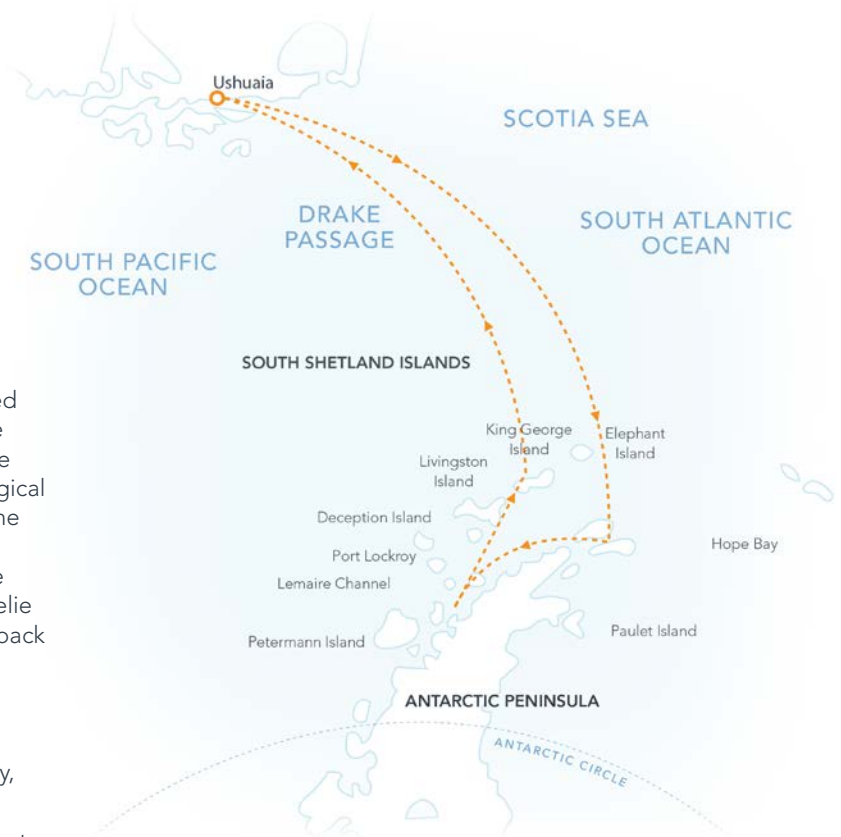 Ushuaia
SCOTIA SEA
DRAKE
PASSAGE
SOUTH ATLANTIC
OCEAN
SOUTH PACIFIC
OCEAN
SOUTH SHETLAND ISLANDS
King George
Island
Elephant
Island
Livingston
Island
Deception Island
Port Lockroy
Lemaire Channel
Hope Bay
Petermann Island
Paulet Island
ANTARCTIC PENINSULA
ANTARCTIC CIRCLE
ed
e
e
gical
ne
e
elie
back
y,